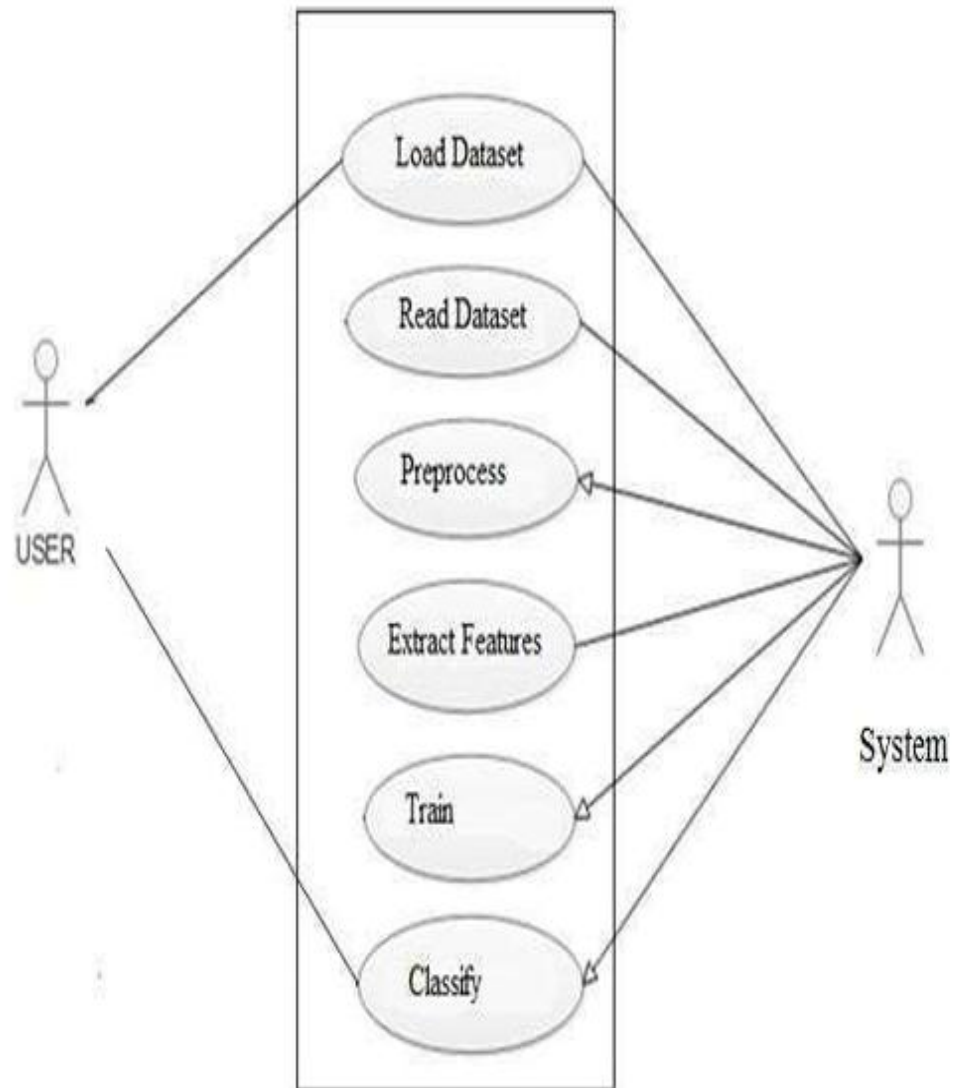 Load Dataset
Read Dataset
Preprocess
USER
Extract Features
System
Train
Classify